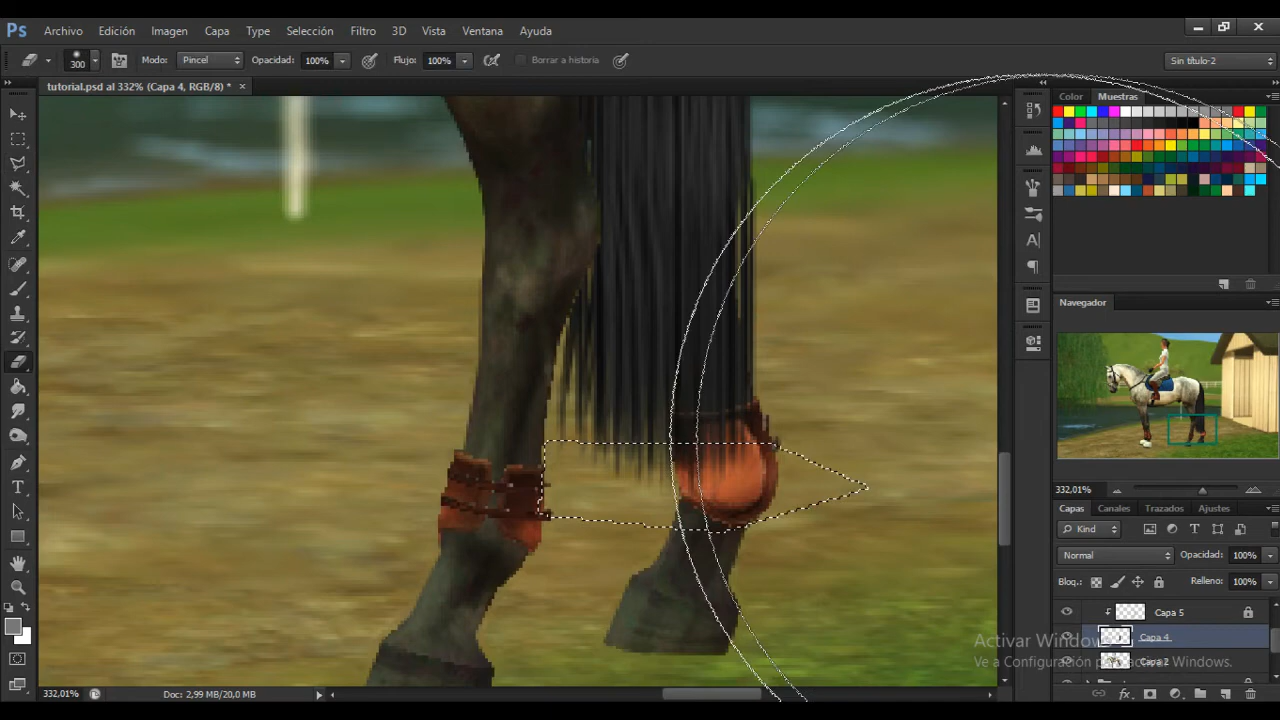 Ps Archivo Edición Imagen Capa Type Selección Filtro 3D Vista Ventana Ayuda
300 Modo: Pincel Opacidad: 100% Flujo: 100% Borrar a historia Sin título-2
tutorial.psd al 332% (Capa 4, RGB/8) *
Color Muestras
Navegador
332,01%
Capas Canales Trazados Ajustes
Kind
Normal Opacidad: 100%
Bloq.: Relleno: 100%
Capa 5
Capa 4
Capa 2
Activar Windows
Ve a Configuración para activar Windows.
332,01% Doc: 2,99 MB/20,0 MB